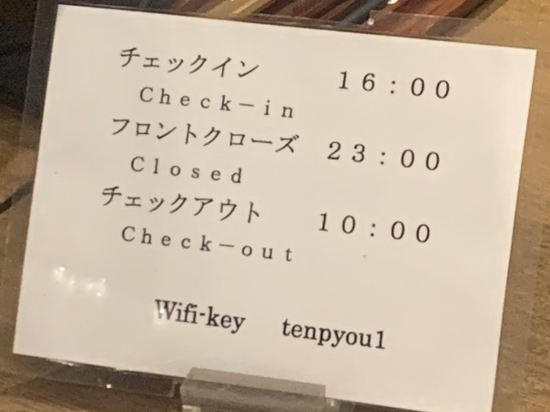 チェックイン　16：00
Check－in
フロントクローズ　23：00
Closed
チェックアウト　10：00
Check－out
Wifi-key　tenpyou1